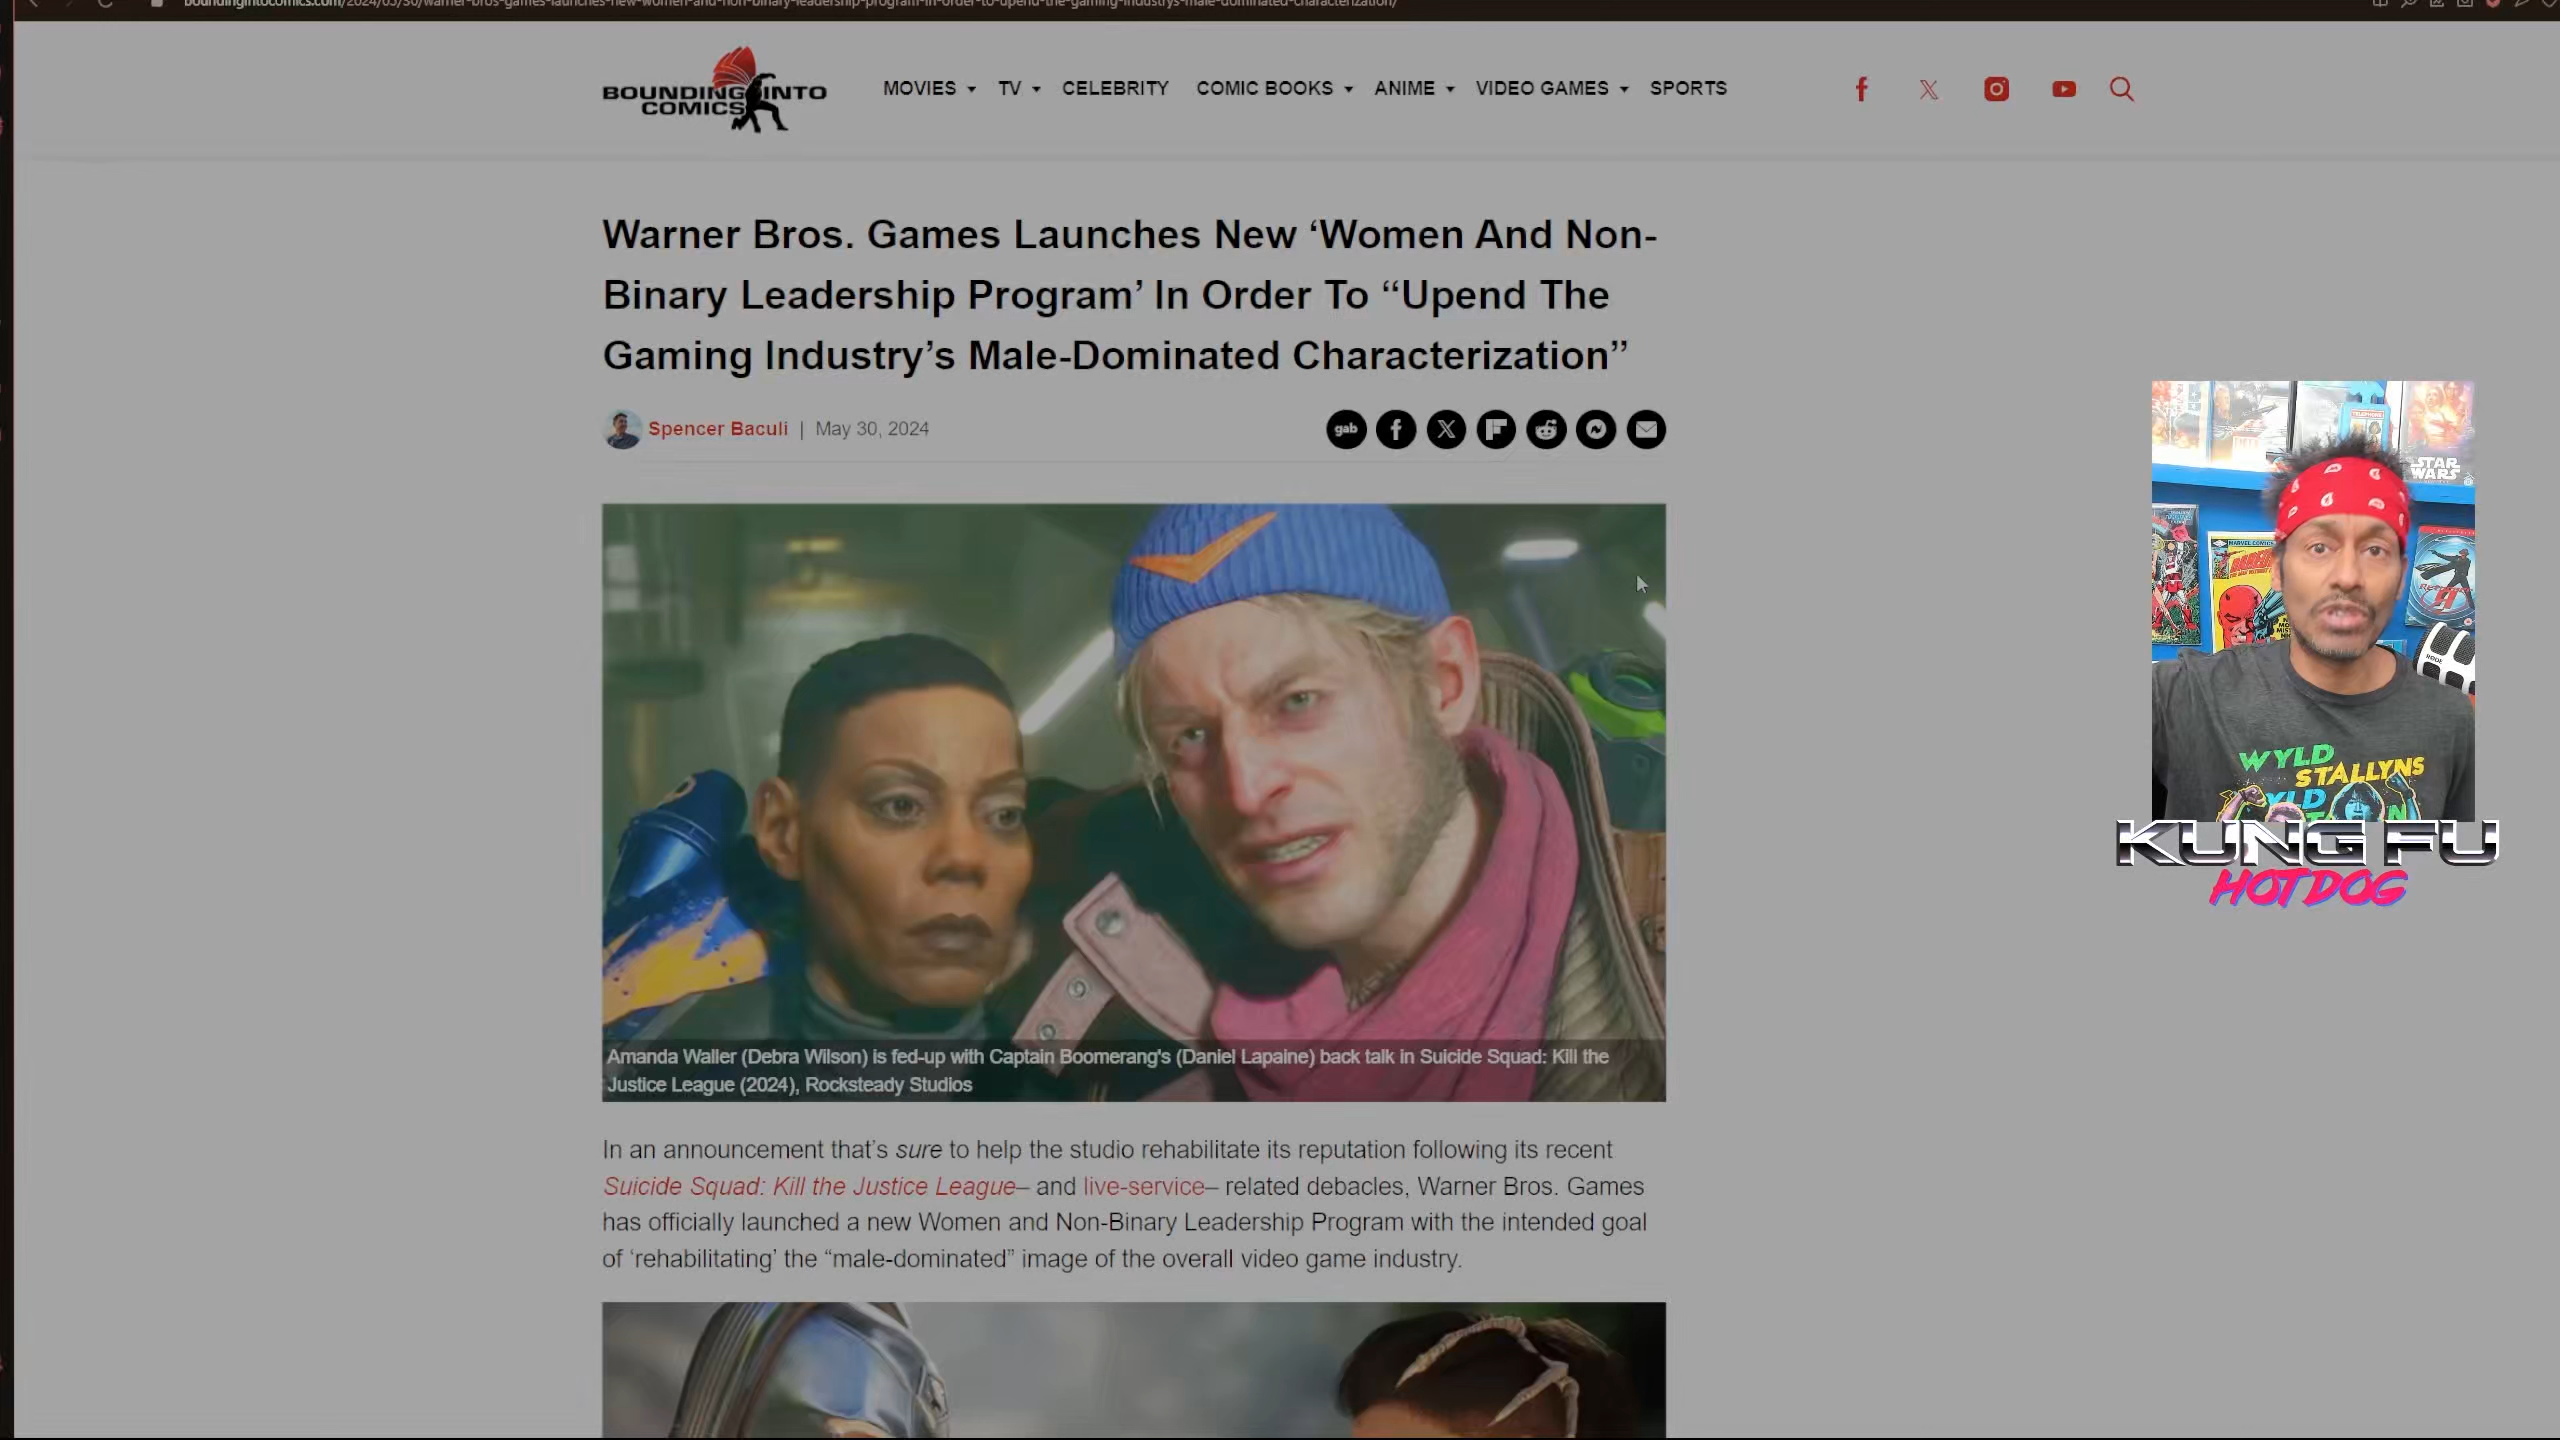 boundingintocomics.com/2024/05/30/warner-bros-games-launches-new-women-and-non-binary-leadership-program-in-order-to-upend-the-gaming-industrys-male-dominated-characterization/
BOUNDING INTO
COMICS
MOVIES TV CELEBRITY COMIC BOOKS ANIME VIDEO GAMES SPORTS
Warner Bros. Games Launches New ‘Women And Non-
Binary Leadership Program’ In Order To “Upend The
Gaming Industry’s Male-Dominated Characterization”
Spencer Baculi | May 30, 2024
gab
TELEPHONE
STAR
WARS
MARVEL COMICS
RODE
WYLD
STALLYNS
KUNG FU
HOTDOG
Amanda Waller (Debra Wilson) is fed-up with Captain Boomerang's (Daniel Lapaine) back talk in Suicide Squad: Kill the
Justice League (2024), Rocksteady Studios
In an announcement that’s sure to help the studio rehabilitate its reputation following its recent
Suicide Squad: Kill the Justice League– and live-service– related debacles, Warner Bros. Games
has officially launched a new Women and Non-Binary Leadership Program with the intended goal
of ‘rehabilitating’ the “male-dominated” image of the overall video game industry.